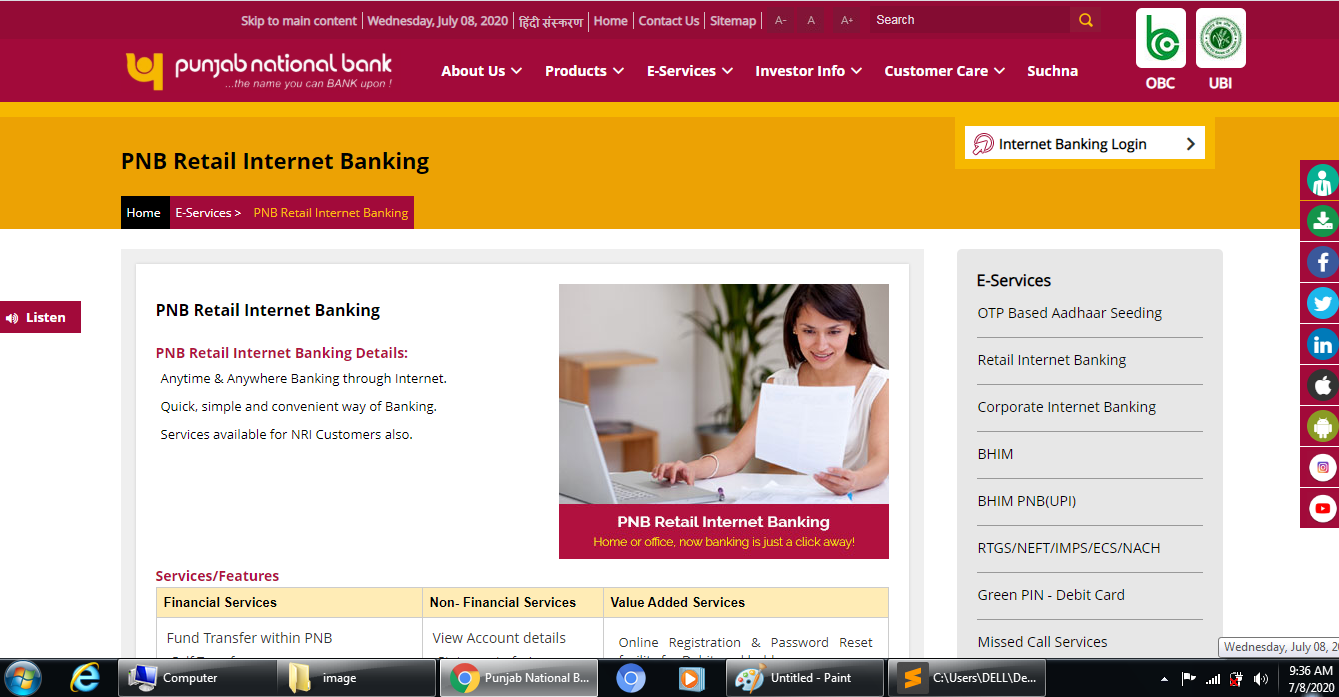 Skip to main content
Wednesday, July 08, 2020
हिंदी संस्करण
Home
Contact Us
Sitemap
A-
A
A+
Search
punjab national bank
...the name you can BANK upon !
About Us
Products
E-Services
Investor Info
Customer Care
Suchna
OBC
UBI
PNB Retail Internet Banking
Internet Banking Login
Home
E-Services >
PNB Retail Internet Banking
Listen
PNB Retail Internet Banking
PNB Retail Internet Banking Details:
Anytime & Anywhere Banking through Internet.
Quick, simple and convenient way of Banking.
Services available for NRI Customers also.
PNB Retail Internet Banking
Home or office, now banking is just a click away!
Services/Features
Financial Services
Non- Financial Services
Value Added Services
Fund Transfer within PNB
View Account details
Online Registration & Password Reset
E-Services
OTP Based Aadhaar Seeding
Retail Internet Banking
Corporate Internet Banking
BHIM
BHIM PNB(UPI)
RTGS/NEFT/IMPS/ECS/NACH
Green PIN - Debit Card
Missed Call Services
Wednesday, July 08, 2
Computer
image
Punjab National B...
Untitled - Paint
C:\Users\DELL\De...
9:36 AM
7/8/2020